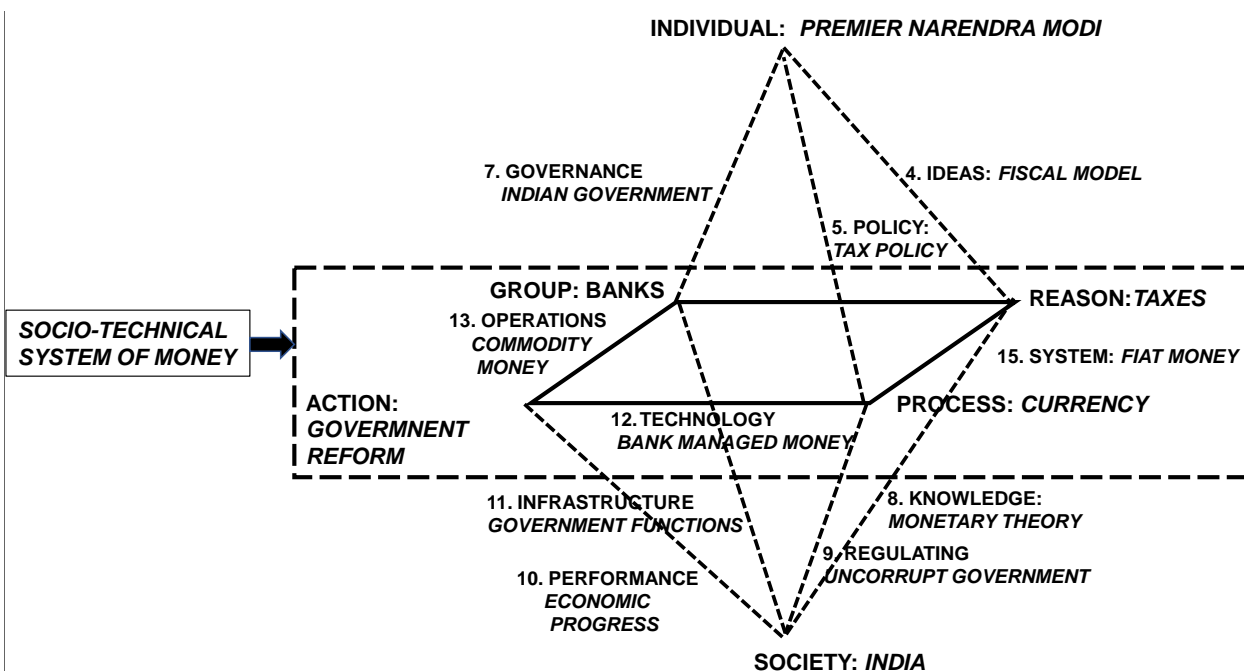 INDIVIDUAL: PREMIER NARENDRA MODI
7. GOVERNANCE
INDIAN GOVERNMENT
4. IDEAS: FISCAL MODEL
5. POLICY:
TAX POLICY
GROUP: BANKS
REASON:TAXES
SOCIO-TECHNICAL
SYSTEM OF MONEY
13. OPERATIONS
COMMODITY
MONEY
15. SYSTEM: FIAT MONEY
ACTION:
GOVERMNENT
REFORM
PROCESS: CURRENCY
12. TECHNOLOGY
BANK MANAGED MONEY
11. INFRASTRUCTURE
GOVERNMENT FUNCTIONS
8. KNOWLEDGE:
MONETARY THEORY
9. REGULATING
UNCORRUPT GOVERNMENT
10. PERFORMANCE
ECONOMIC
PROGRESS
SOCIETY: INDIA